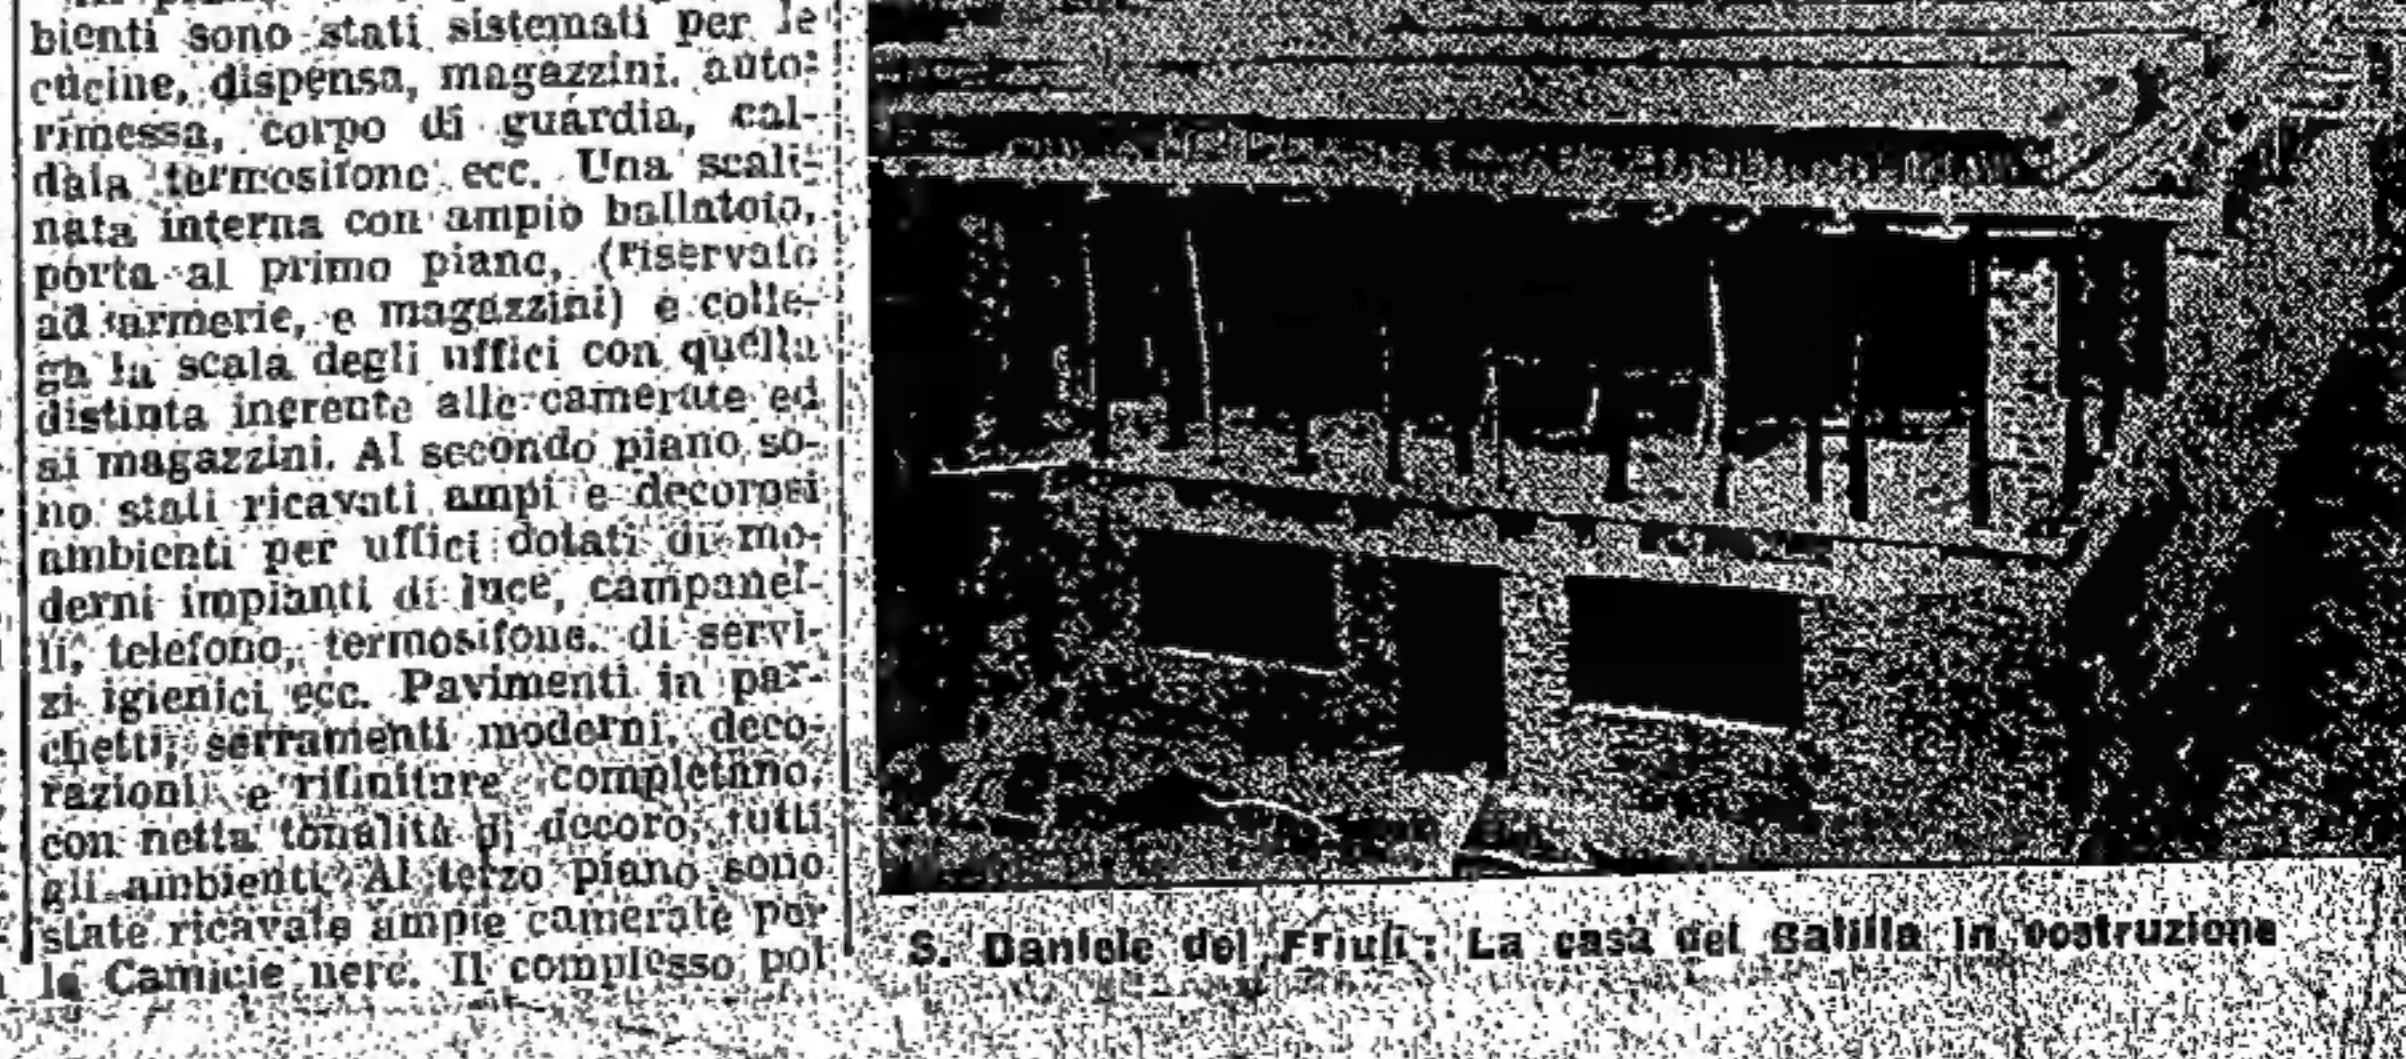 bienti sono stati sistemati per le
cucine, dispensa, magazzini, auto-
rimessa, corpo di guardia, cal-
daia termosifone ecc. Una scali-
nata interna con ampio ballatoio,
porta al primo piano, (riservato
ad armerie, e magazzini) e colle-
ga la scala degli uffici con quella
distinta inerente alle camerate ed
ai magazzini. Al secondo piano so-
no stati ricavati ampi e decorosi
ambienti per uffici dotati di mo-
derni impianti di luce, campanel-
li, telefono, termosifone, di servi-
zi igienici ecc. Pavimenti in par-
chetti, serramenti moderni, deco-
razioni e rifiniture completano,
con netta tonalità di decoro, tutti
gli ambienti. Al terzo piano sono
state ricavate ampie camerate per
le Camicie nere. Il complesso poi
S. Daniele del Friuli: La casa del Balilla in costruzione